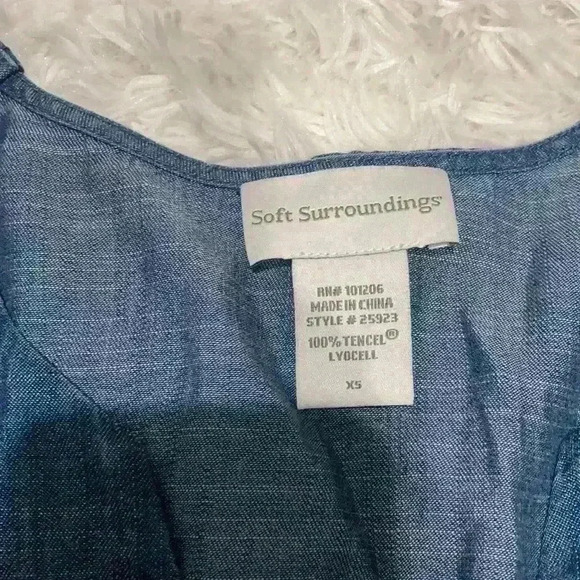 Soft Surroundings
RN# 101206
MADE IN CHINA
STYLE # 25923
100% TENCEL®
LYOCELL
XS